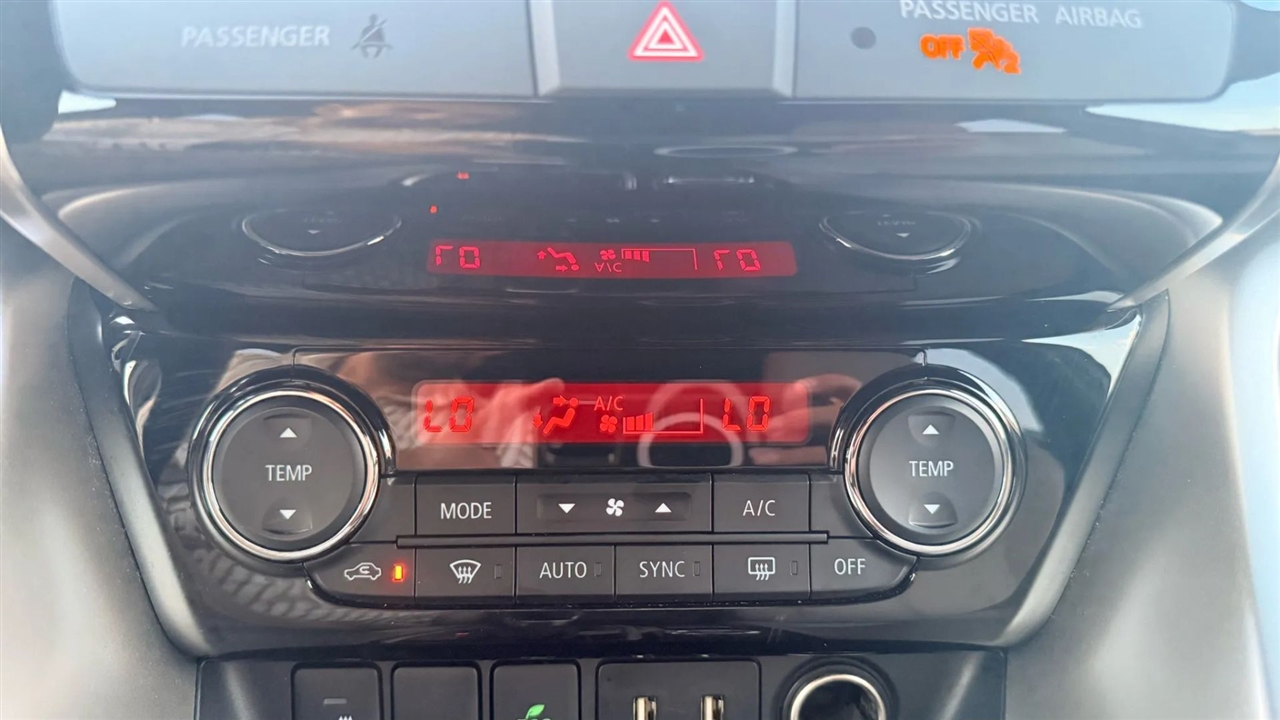 PASSENGER
PASSENGER AIRBAG
OFF
LO A/C LO
TEMP
TEMP
MODE
A/C
AUTO
SYNC
OFF